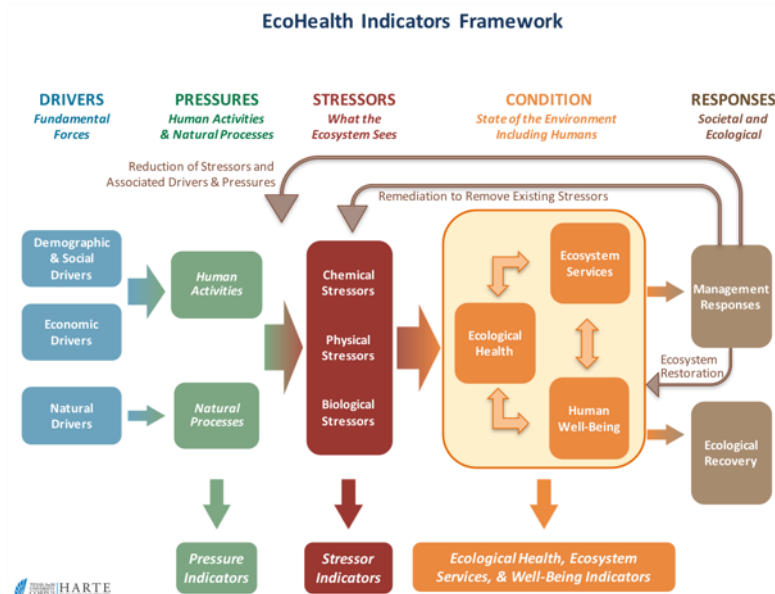 EcoHealth Indicators Framework
DRIVERS
Fundamental
Forces
PRESSURES
Human Activities
& Natural Processes
STRESSORS
What the
Ecosystem Sees
CONDITION
State of the Environment
Including Humans
RESPONSES
Societal and
Ecological
Reduction of Stressors and
Associated Drivers & Pressures
Remediation to Remove Existing Stressors
Demographic
& Social
Drivers
Economic
Drivers
Natural
Drivers
Human
Activities
Natural
Processes
Chemical
Stressors
Physical
Stressors
Biological
Stressors
Ecological
Health
Ecosystem
Services
Human
Well-Being
Management
Responses
Ecosystem
Restoration
Ecological
Recovery
Pressure
Indicators
Stressor
Indicators
Ecological Health, Ecosystem
Services, & Well-Being Indicators
HARTE